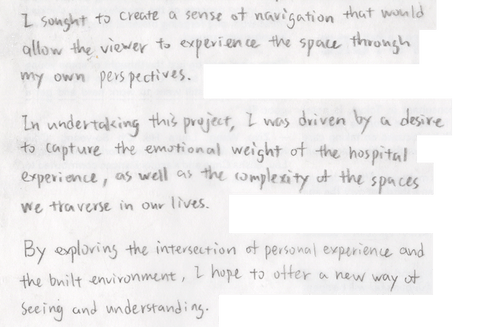 I sought to create a sense of navigation that would
allow the viewer to experience the space through
my own perspectives.
In undertaking this project, I was driven by a desire
to capture the emotional weight of the hospital
experience, as well as the complexity of the spaces
we traverse in our lives.
By exploring the intersection of personal experience and
the built environment, I hope to offer a new way of
seeing and understanding.